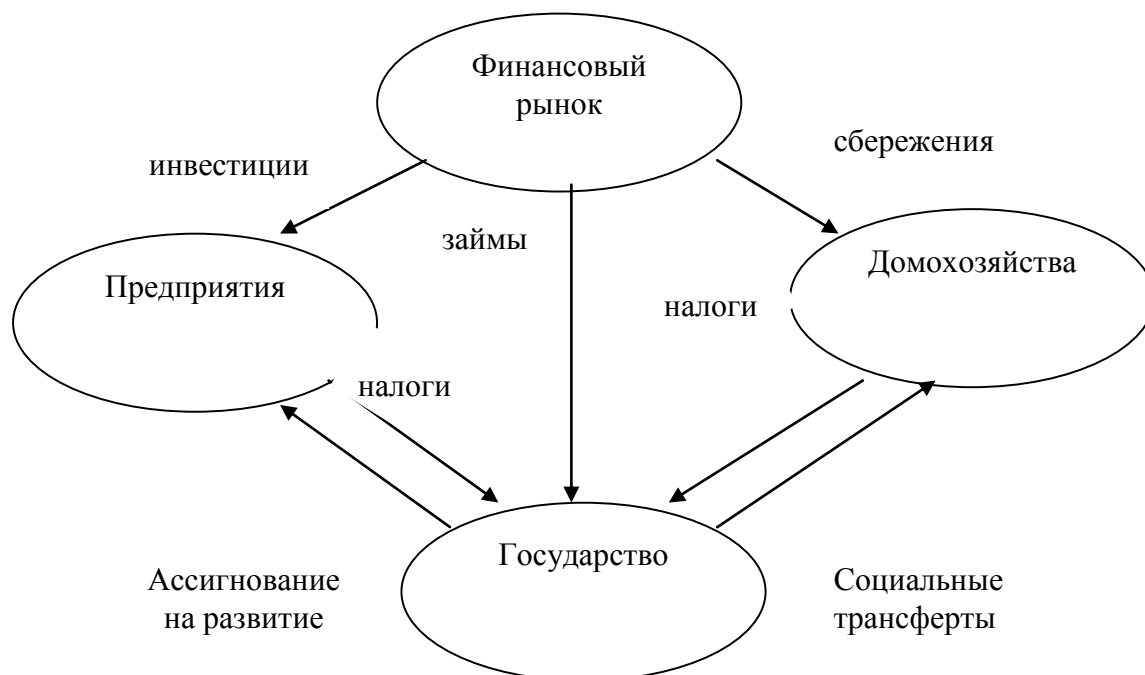 Финансовый
рынок
сбережения
инвестиции
займы
Домохозяйства
Предприятия
налоги
налоги
Государство
Ассигнование
на развитие
Социальные
трансферты